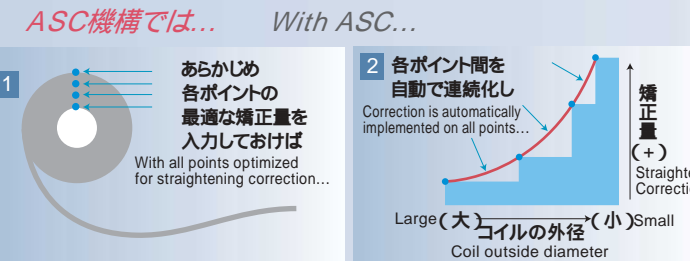 ASC機構では… With ASC…
1
あらかじめ
各ポイントの
最適な矯正量を
入力しておけば
With all points optimized
for straightening correction…
2
各ポイント間を
自動で連続化し
Correction is automatically
implemented on all points…
矯正量
(+)
Straighte
Correctio
Large(大) (小)Small
コイルの外径
Coil outside diameter